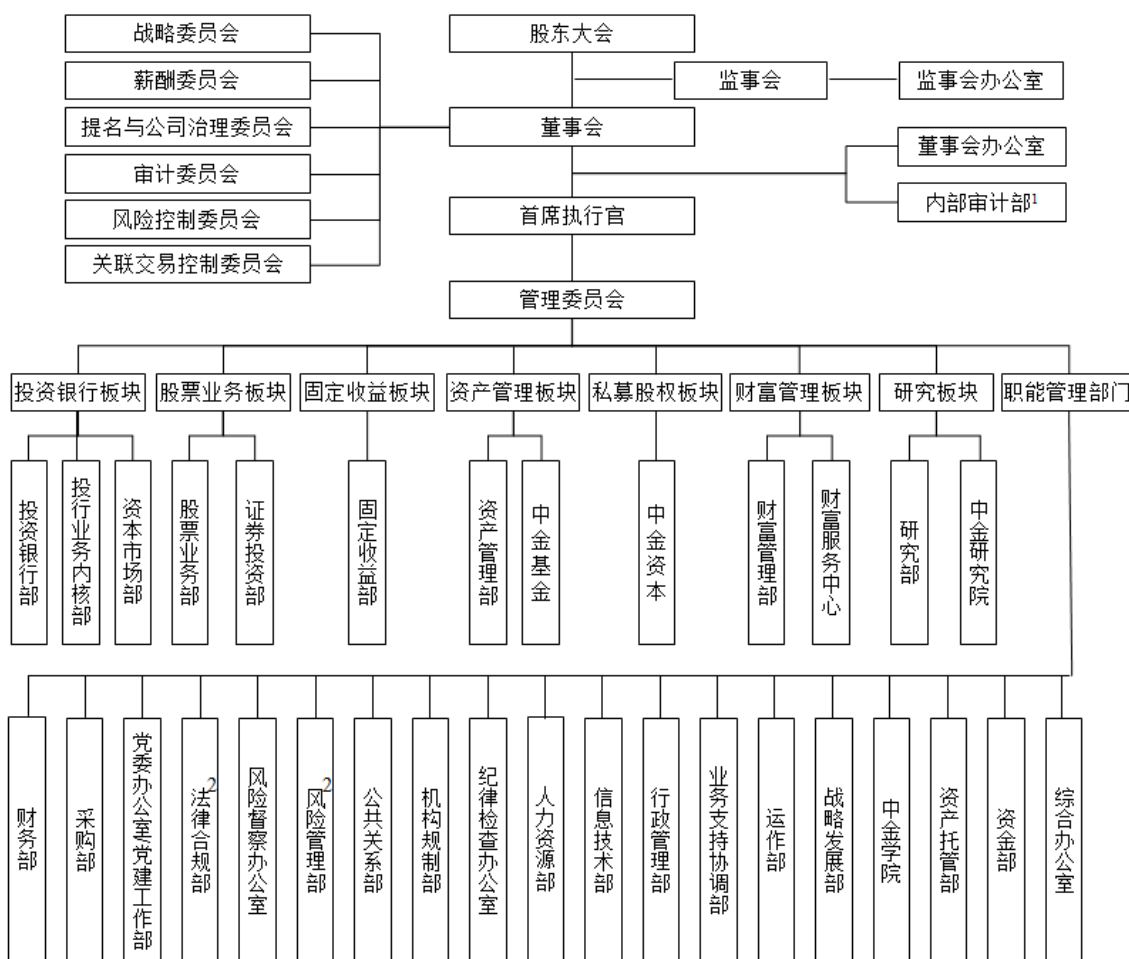 战略委员会
薪酬委员会
提名与公司治理委员会
审计委员会
风险控制委员会
关联交易控制委员会
股东大会
监事会
监事会办公室
董事会
董事会办公室
内部审计部1
首席执行官
管理委员会
投资银行板块
股票业务板块
固定收益板块
资产管理板块
私募股权板块
财富管理板块
研究板块
职能管理部门
投资银行部
投行业务内核部
资本市场部
股票业务部
证券投资部
固定收益部
资产管理部
中金基金
中金资本
财富管理部
财富服务中心
研究部
中金研究院
财务部
采购部
党委办公室/党建工作部
法律合规部2
风险督察办公室
风险管理部2
公共关系部
机构规制部
纪律检查办公室
人力资源部
信息技术部
行政管理部
业务支持协调部
运作部
战略发展部
中金学院
资产托管部
资金部
综合办公室